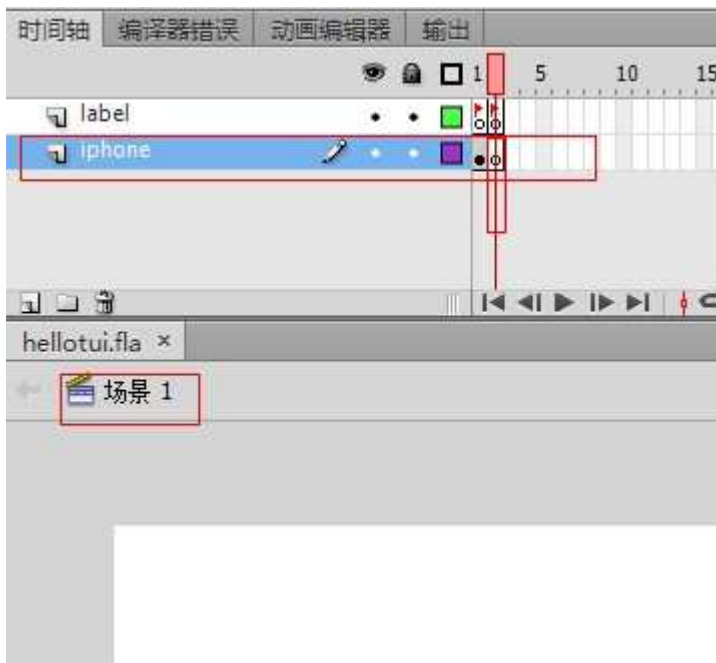 时间轴 编译器错误 动画编辑器 输出
1 5 10 15
label
iphone
hellotui.fla ×
场景 1